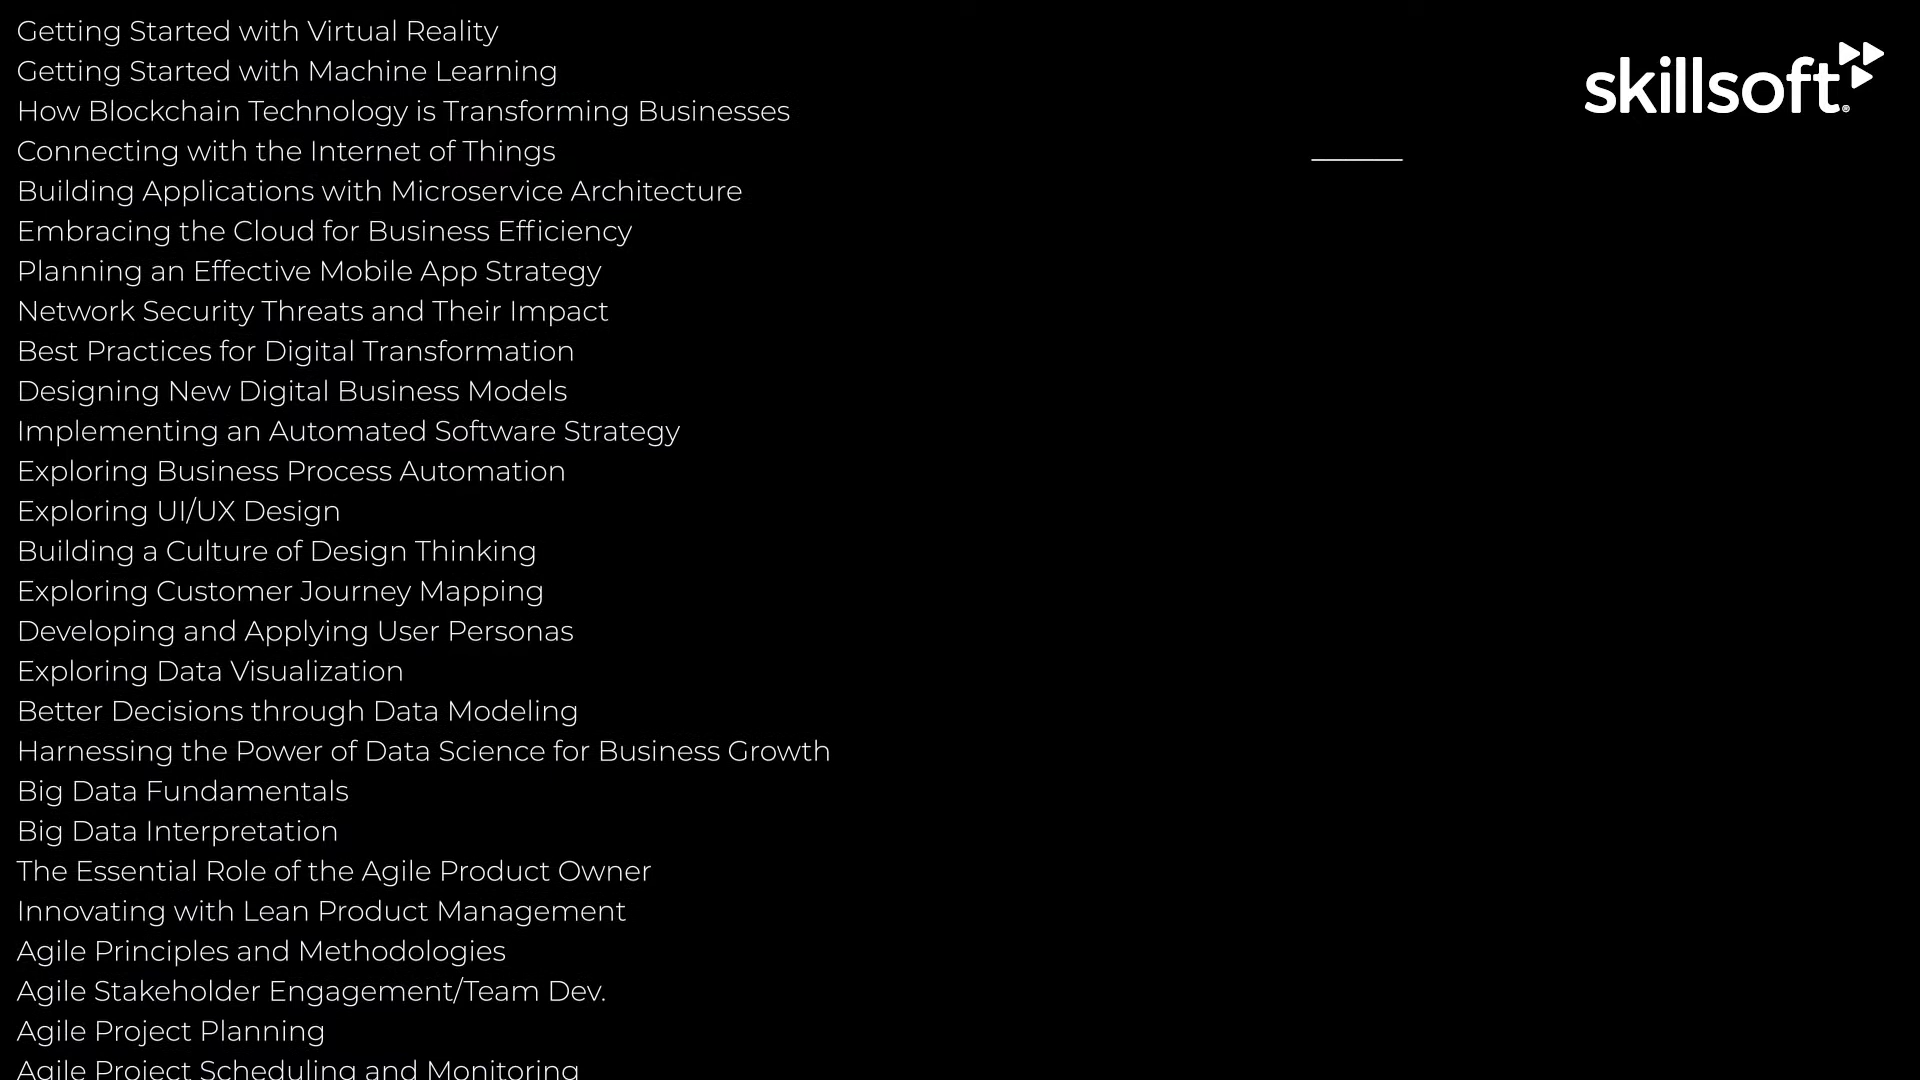 Getting Started with Virtual Reality
Getting Started with Machine Learning
How Blockchain Technology is Transforming Businesses
Connecting with the Internet of Things
Building Applications with Microservice Architecture
Embracing the Cloud for Business Efficiency
Planning an Effective Mobile App Strategy
Network Security Threats and Their Impact
Best Practices for Digital Transformation
Designing New Digital Business Models
Implementing an Automated Software Strategy
Exploring Business Process Automation
Exploring UI/UX Design
Building a Culture of Design Thinking
Exploring Customer Journey Mapping
Developing and Applying User Personas
Exploring Data Visualization
Better Decisions through Data Modeling
Harnessing the Power of Data Science for Business Growth
Big Data Fundamentals
Big Data Interpretation
The Essential Role of the Agile Product Owner
Innovating with Lean Product Management
Agile Principles and Methodologies
Agile Stakeholder Engagement/Team Dev.
Agile Project Planning
Agile Project Scheduling and Monitoring
skillsoft®